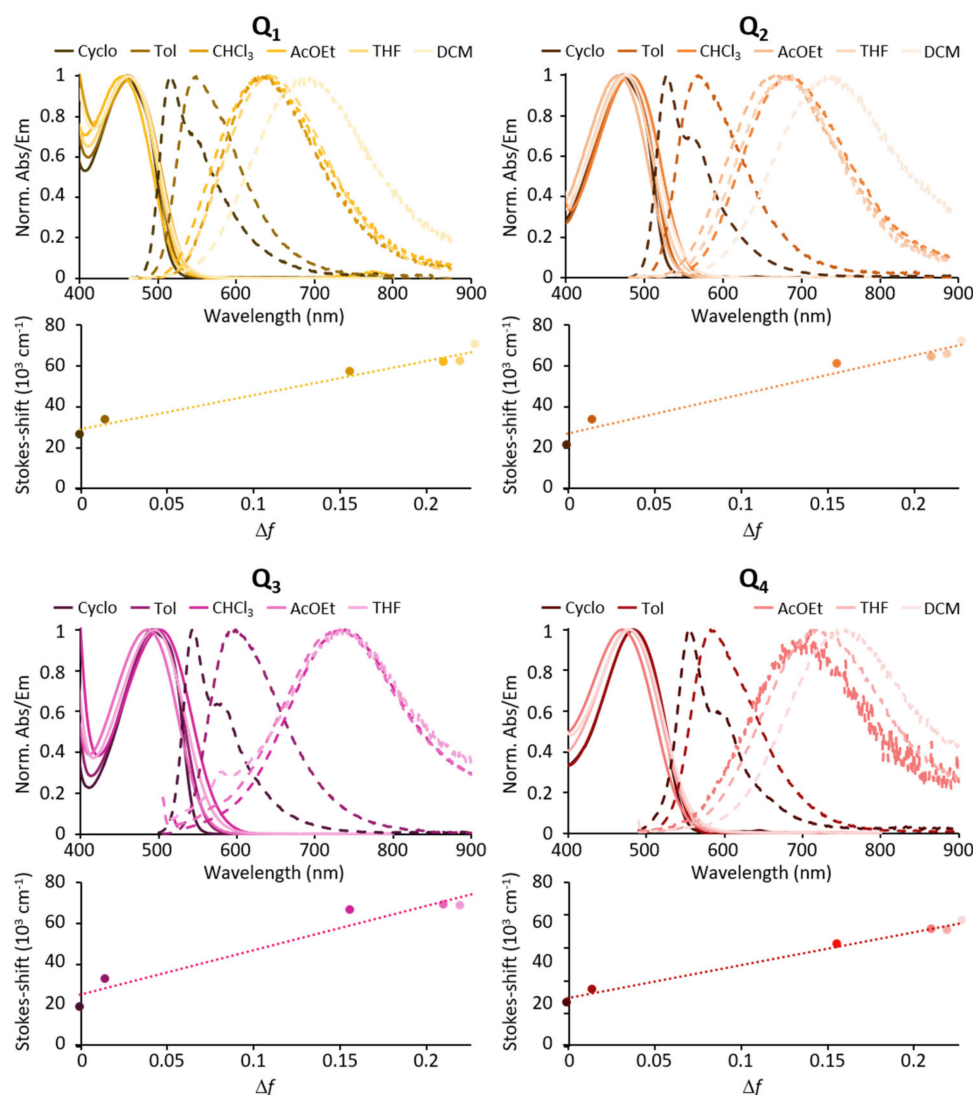 Q₁
Cyclo Tol CHCl₃ AcOEt THF DCM
Norm. Abs/Em
1
0.8
0.6
0.4
0.2
0
400 500 600 700 800 900
Wavelength (nm)
Stokes-shift (10³ cm⁻¹)
80
60
40
20
0
0 0.05 0.1 0.15 0.2
Δf
Q₂
Cyclo Tol CHCl₃ AcOEt THF DCM
Norm. Abs/Em
1
0.8
0.6
0.4
0.2
0
400 500 600 700 800 900
Wavelength (nm)
Stokes-shift (10³ cm⁻¹)
80
60
40
20
0
0 0.05 0.1 0.15 0.2
Δf
Q₃
Cyclo Tol CHCl₃ AcOEt THF
Norm. Abs/Em
1
0.8
0.6
0.4
0.2
0
400 500 600 700 800 900
Wavelength (nm)
Stokes-shift (10³ cm⁻¹)
80
60
40
20
0
0 0.05 0.1 0.15 0.2
Δf
Q₄
Cyclo Tol AcOEt THF DCM
Norm. Abs/Em
1
0.8
0.6
0.4
0.2
0
400 500 600 700 800 900
Wavelength (nm)
Stokes-shift (10³ cm⁻¹)
80
60
40
20
0
0 0.05 0.1 0.15 0.2
Δf